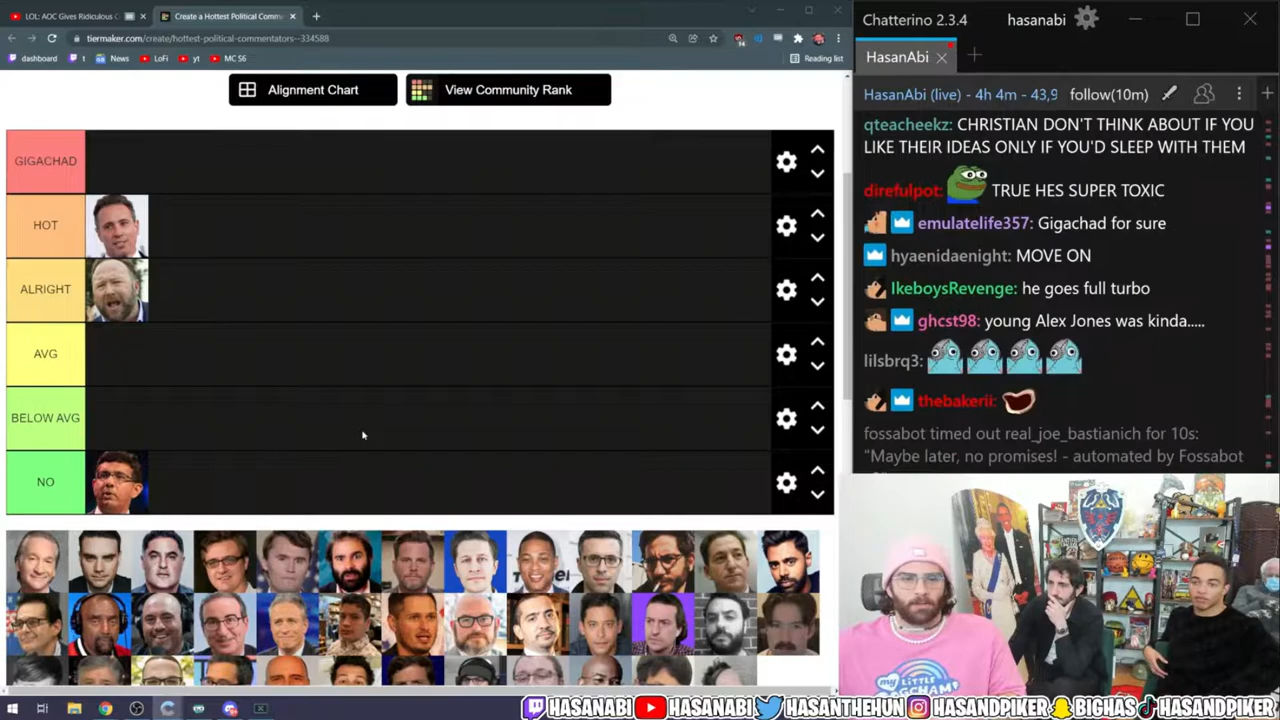 LOL: AOC Gives Ridiculous C
Create a Hottest Political Comme
tiermaker.com/create/hottest-political-commentators--334588
dashboard
t
News
LoFi
yt
MC S6
Reading list
Alignment Chart
View Community Rank
GIGACHAD
HOT
ALRIGHT
AVG
BELOW AVG
NO
Chatterino 2.3.4
hasanabi
HasanAbi
HasanAbi (live) - 4h 4m - 43,9
follow(10m)
qteacheekz: CHRISTIAN DON'T THINK ABOUT IF YOU
LIKE THEIR IDEAS ONLY IF YOU'D SLEEP WITH THEM
direfulpot: TRUE HES SUPER TOXIC
emulatelife357: Gigachad for sure
hyaenidaenight: MOVE ON
IkeboysRevenge: he goes full turbo
ghcst98: young Alex Jones was kinda.....
lilsbrq3:
thebakerii:
fossabot timed out real_joe_bastianich for 10s:
"Maybe later, no promises! - automated by Fossabot
my LiTTLE
POGCHAMP
HASANABI HASANABI HASANTHEHUN HASANDPIKER BIGHAS HASANDPIKER